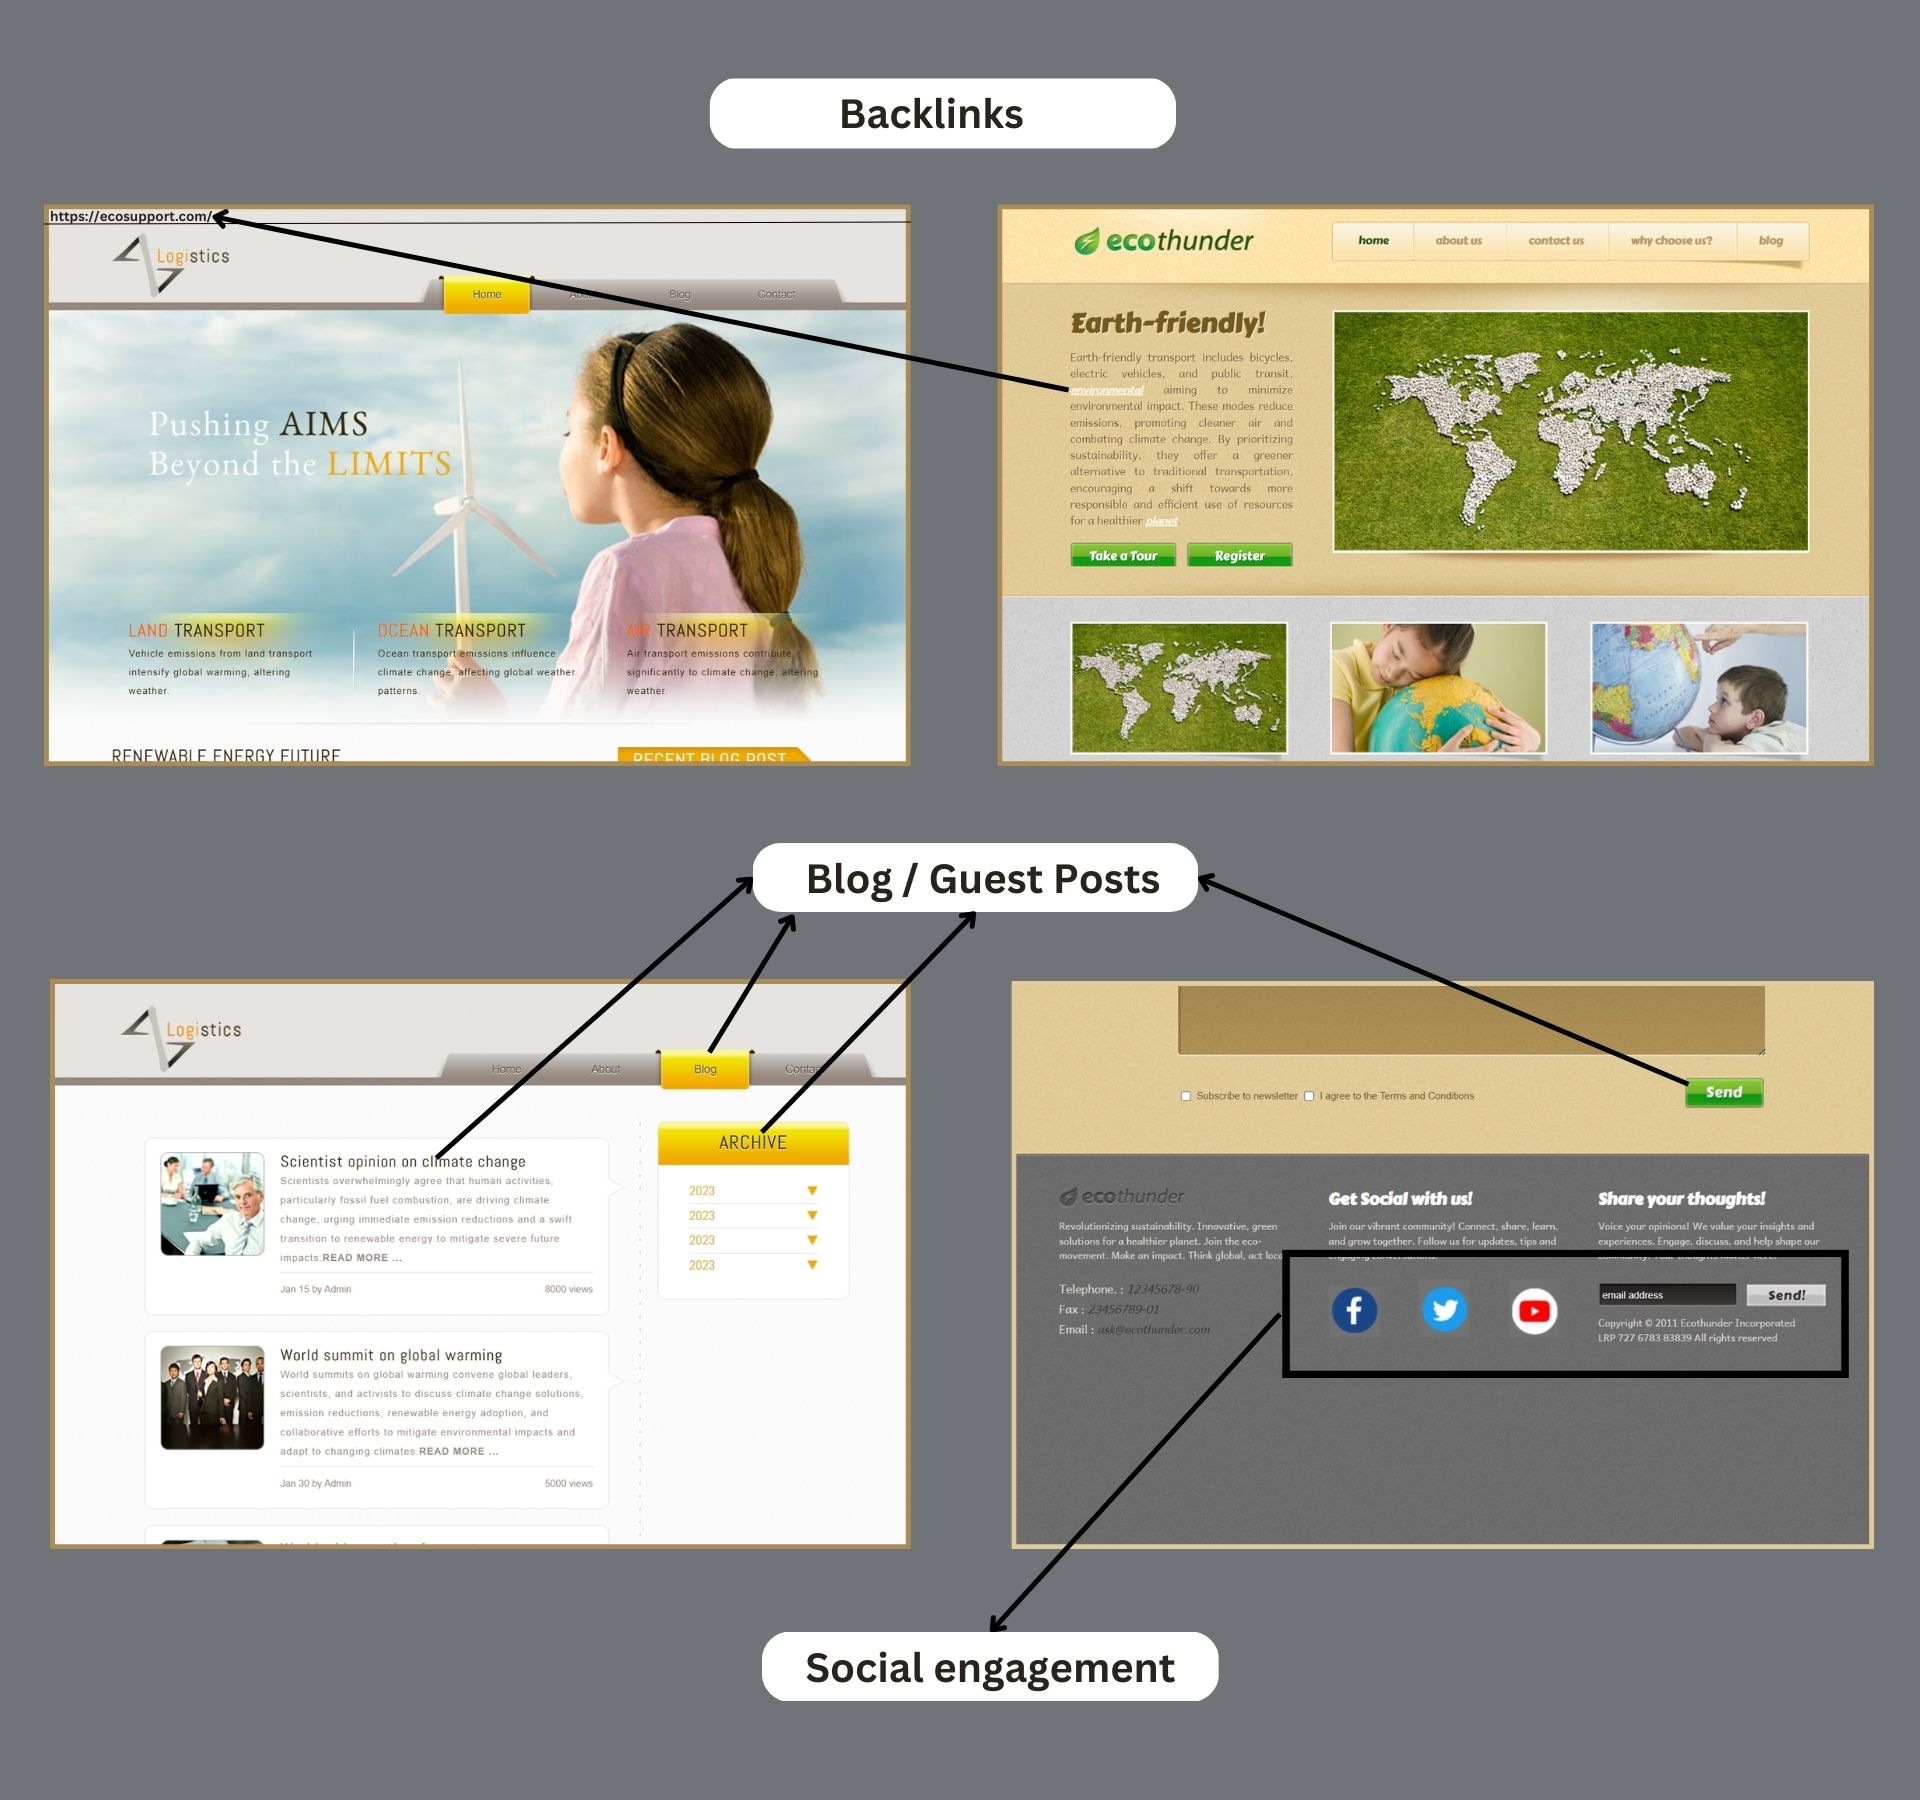 Backlinks
https://ecosupport.com/
Logistics
Home
About
Blog
Contact
Pushing AIMS
Beyond the LIMITS
LAND TRANSPORT
Vehicle emissions from land transport
intensify global warming, altering
weather.
OCEAN TRANSPORT
Ocean transport emissions influence
climate change, affecting global weather
patterns.
AIR TRANSPORT
Air transport emissions contribute
significantly to climate change, altering
weather.
RENEWABLE ENERGY FUTURE
RECENT BLOG POST
ecothunder
home
about us
contact us
why choose us?
blog
Earth-friendly!
Earth-friendly transport includes bicycles,
electric vehicles, and public transit,
environmental aiming to minimize
environmental impact. These modes reduce
emissions, promoting cleaner air and
combating climate change. By prioritizing
sustainability, they offer a greener
alternative to traditional transportation,
encouraging a shift towards more
responsible and efficient use of resources
for a healthier planet.
Take a Tour
Register
Blog / Guest Posts
Logistics
Home
About
Blog
Contact
Scientist opinion on climate change
Scientists overwhelmingly agree that human activities,
particularly fossil fuel combustion, are driving climate
change, urging immediate emission reductions and a swift
transition to renewable energy to mitigate severe future
impacts.READ MORE ...
Jan 15 by Admin
8000 views
World summit on global warming
World summits on global warming convene global leaders,
scientists, and activists to discuss climate change solutions,
emission reductions, renewable energy adoption, and
collaborative efforts to mitigate environmental impacts and
adapt to changing climates.READ MORE ...
Jan 30 by Admin
5000 views
ARCHIVE
2023
2023
2023
2023
Subscribe to newsletter
I agree to the Terms and Conditions
Send
ecothunder
Revolutionizing sustainability. Innovative, green
solutions for a healthier planet. Join the eco-
movement. Make an impact. Think global, act loca
Telephone. : 12345678-90
Fax : 23456789-01
Email : ask@ecothunder.com
Get Social with us!
Join our vibrant community! Connect, share, learn,
and grow together. Follow us for updates, tips and
engaging conversations.
Share your thoughts!
Voice your opinions! We value your insights and
experiences. Engage, discuss, and help shape our
community. Your thoughts matter here.
email address
Send!
Copyright © 2011 Ecothunder Incorporated
LRP 727 6783 83839 All rights reserved
Social engagement